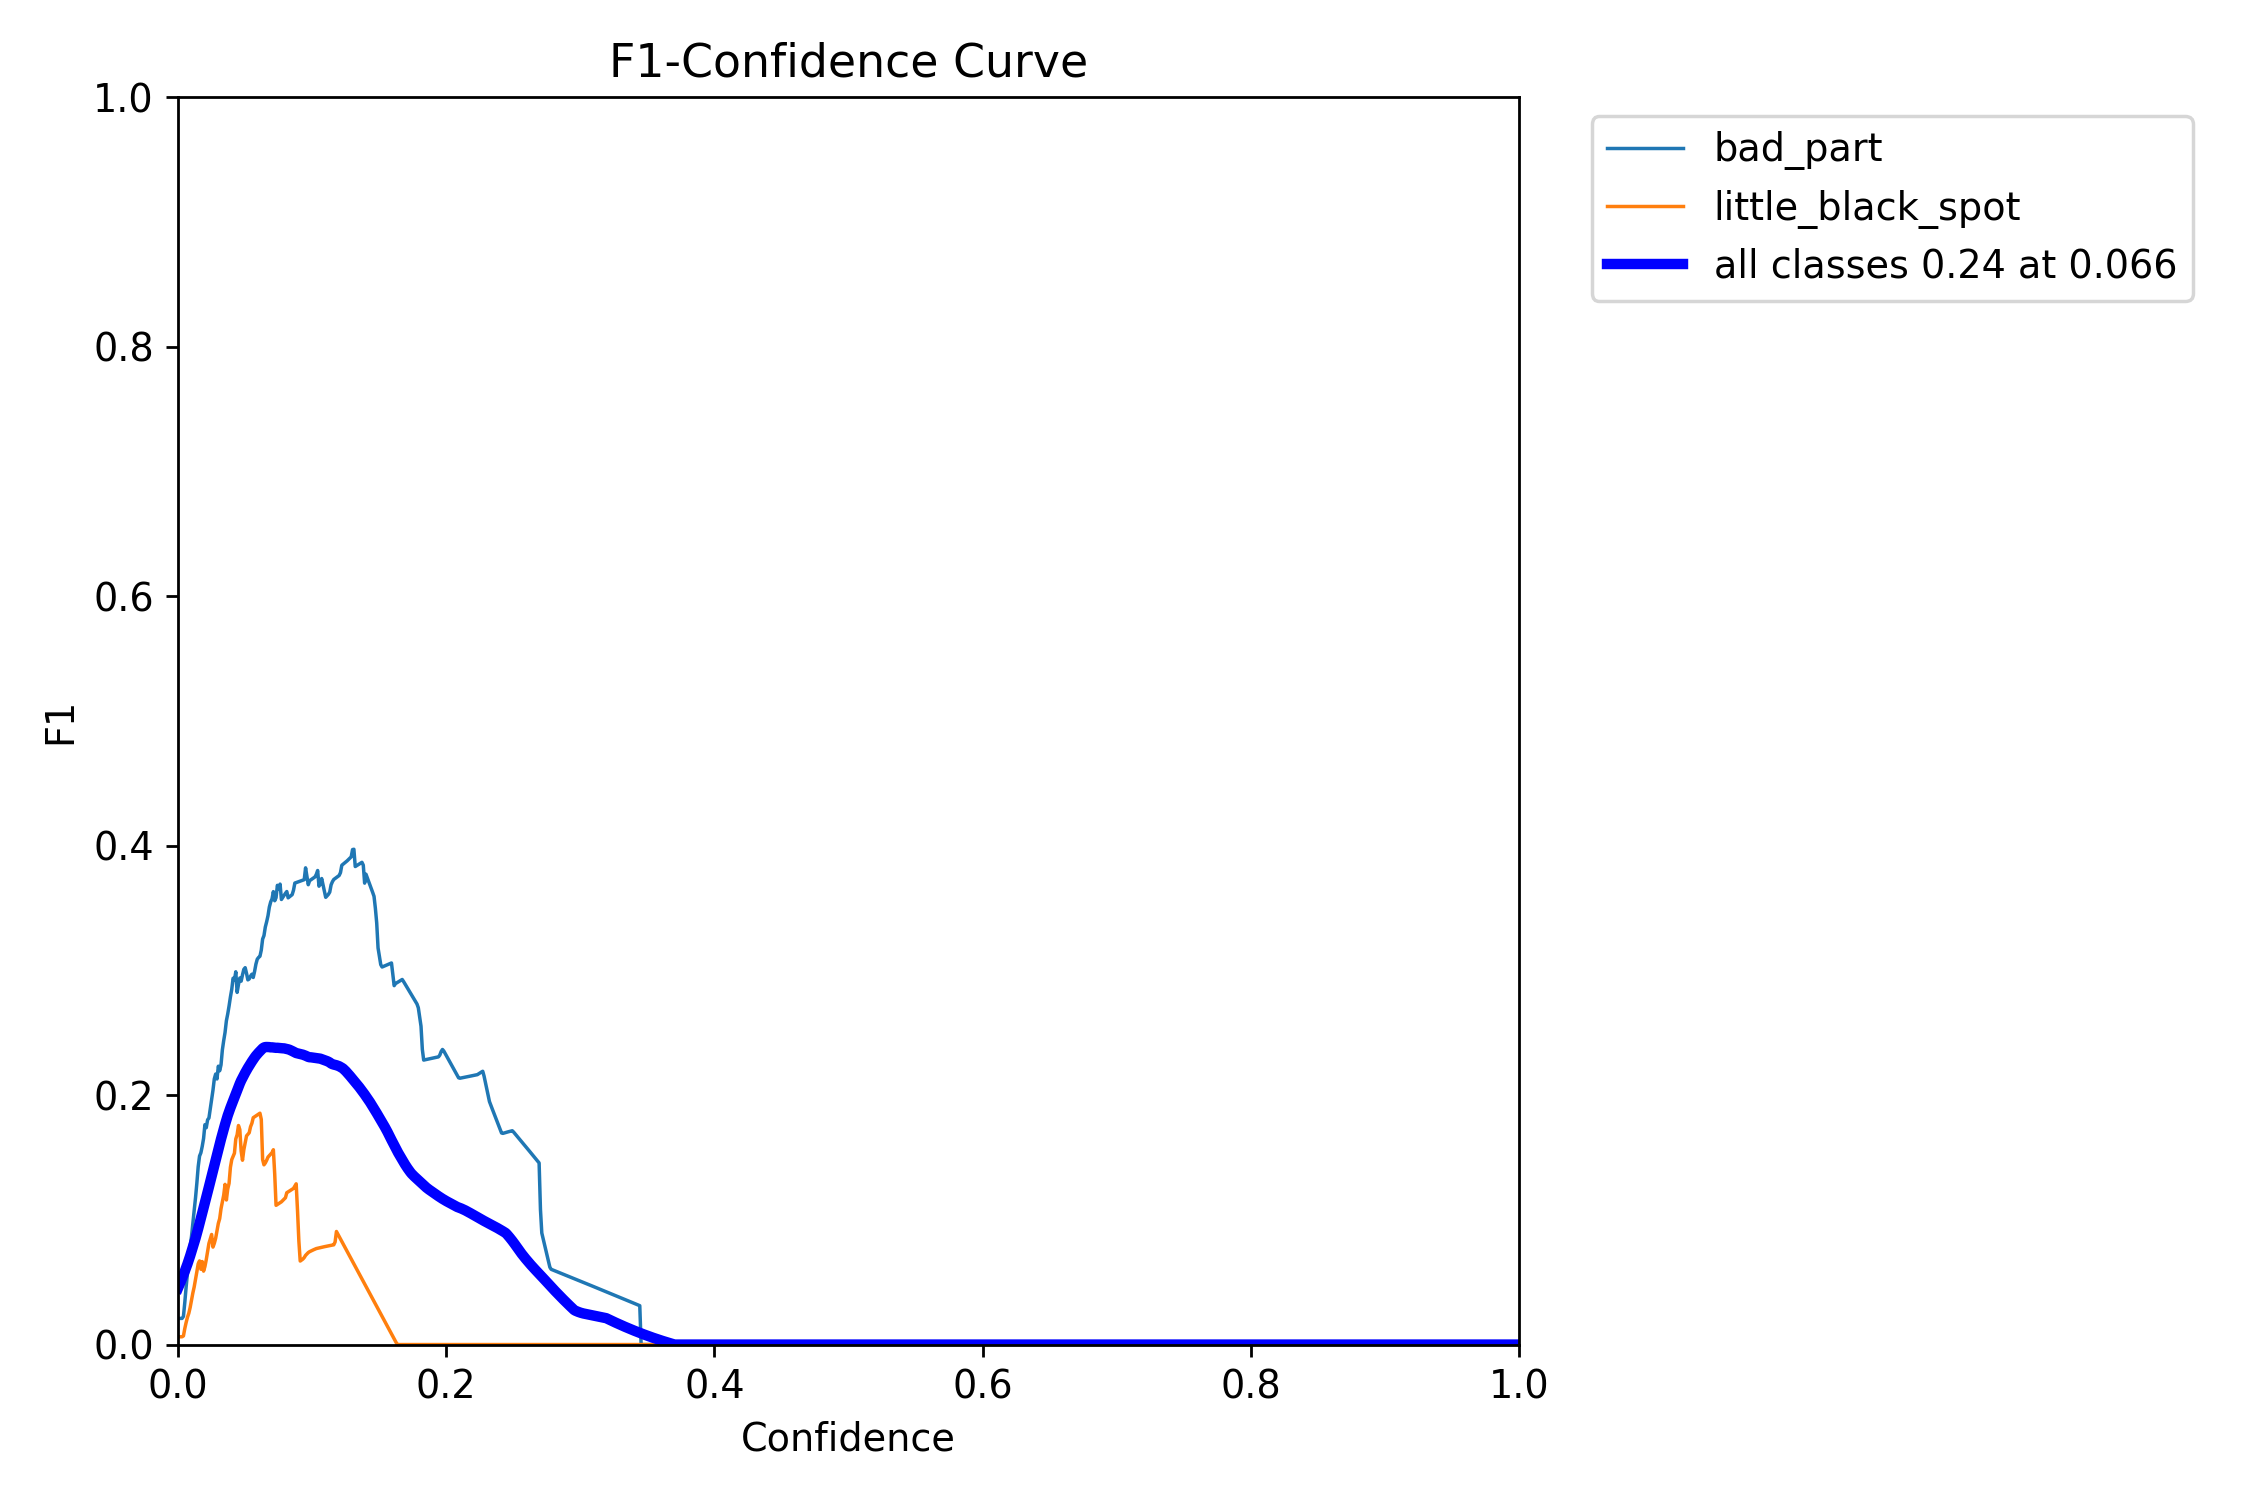 F1-Confidence Curve
1.0
0.8
0.6
0.4
0.2
0.0
F1
0.0 0.2 0.4 0.6 0.8 1.0
Confidence
bad_part
little_black_spot
all classes 0.24 at 0.066